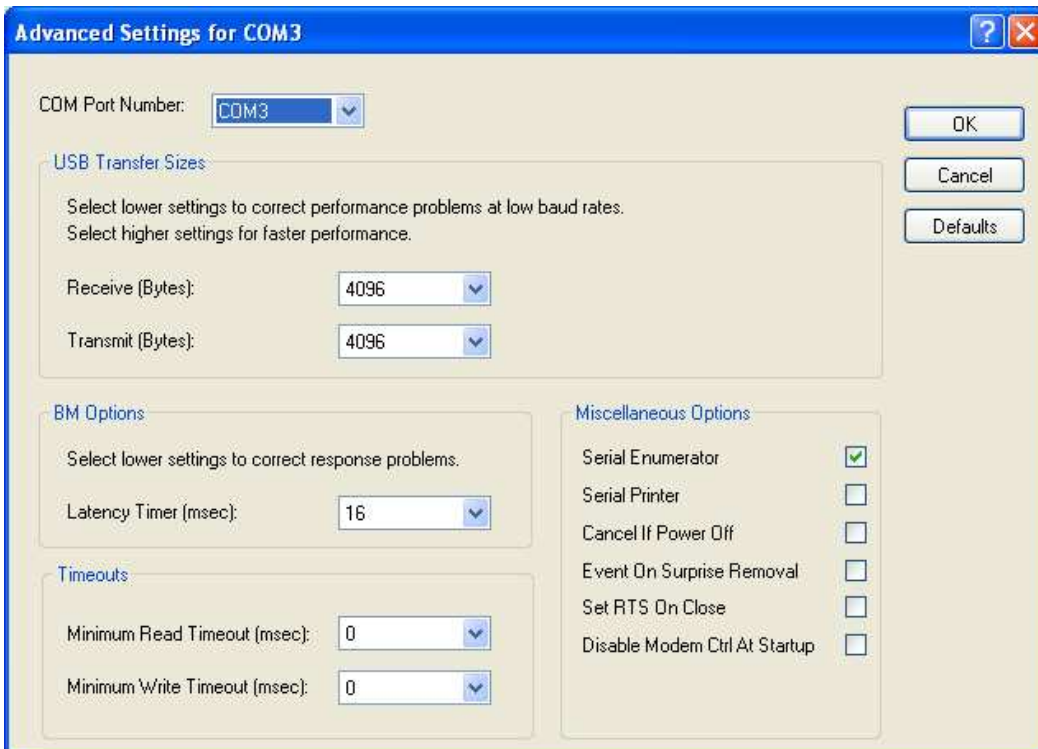 Advanced Settings for COM3
COM Port Number: COM3
OK
Cancel
Defaults
USB Transfer Sizes
Select lower settings to correct performance problems at low baud rates.
Select higher settings for faster performance.
Receive (Bytes): 4096
Transmit (Bytes): 4096
BM Options
Select lower settings to correct response problems.
Latency Timer (msec): 16
Timeouts
Minimum Read Timeout (msec): 0
Minimum Write Timeout (msec): 0
Miscellaneous Options
Serial Enumerator
Serial Printer
Cancel If Power Off
Event On Surprise Removal
Set RTS On Close
Disable Modem Ctrl At Startup